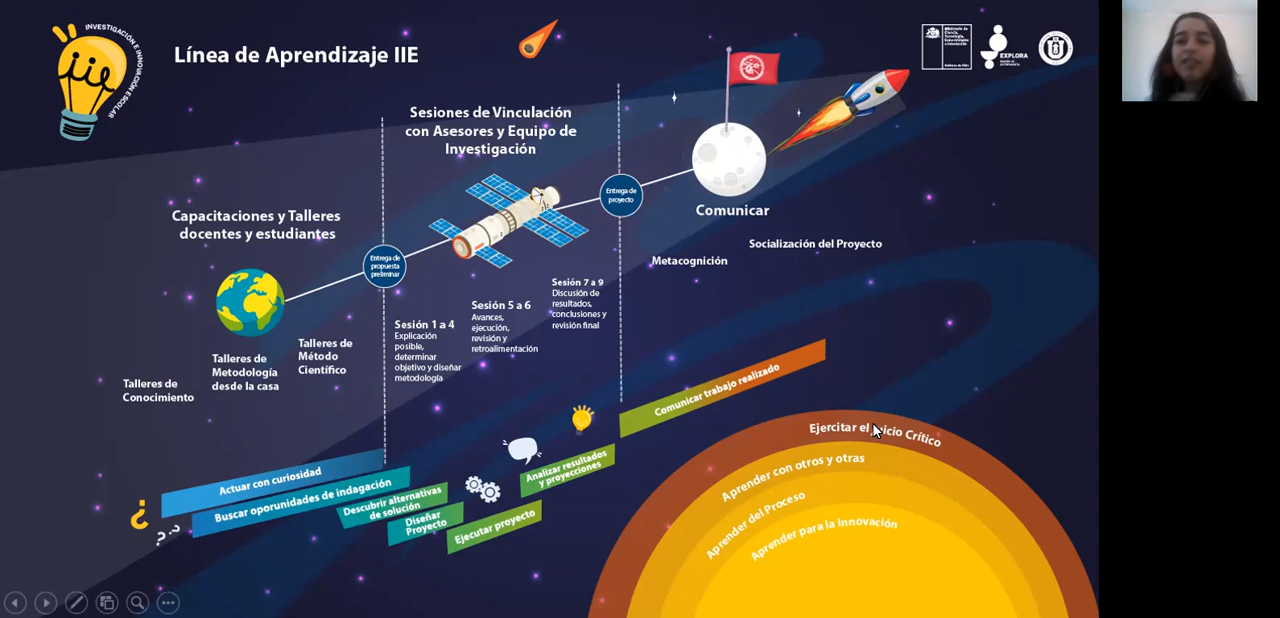 INVESTIGACIÓN E INNOVACIÓN ESCOLAR
iie
Línea de Aprendizaje IIE
EXPLORA
Sesiones de Vinculación
con Asesores y Equipo de
Investigación
Capacitaciones y Talleres
docentes y estudiantes
Entrega de
propuesta
preliminar
Entrega de
proyecto
Comunicar
Socialización del Proyecto
Metacognición
Talleres de
Conocimiento
Talleres de
Metodología
desde la casa
Talleres de
Método
Científico
Sesión 1 a 4
Explicación
posible,
determinar
objetivo y diseñar
metodología
Sesión 5 a 6
Avances,
ejecución,
revisión y
retroalimentación
Sesión 7 a 9
Discusión de
resultados,
conclusiones y
revisión final
¿
? ?
Actuar con curiosidad
Buscar oporunidades de indagación
Descubrir alternativas
de solución
Diseñar
Proyecto
Ejecutar proyecto
Analizar resultados
y proyecciones
Comunicar trabajo realizado
Ejercitar el Juicio Crítico
Aprender con otros y otras
Aprender del Proceso
Aprender para la Innovación